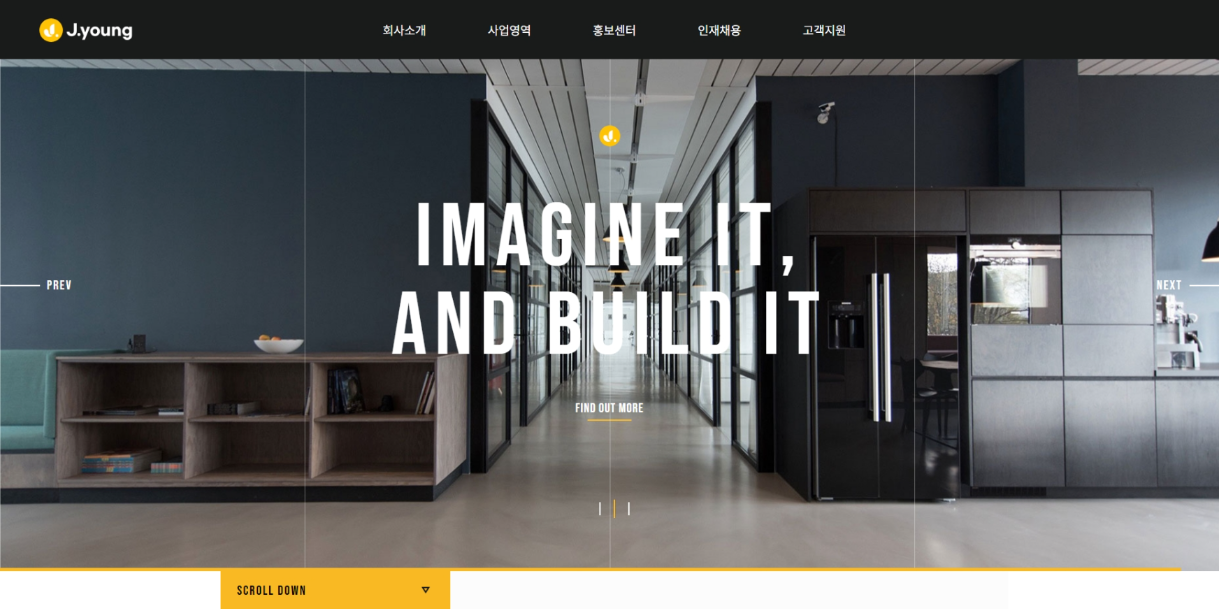 J.young
회사소개
사업영역
홍보센터
인재채용
고객지원
IMAGINE IT,
AND BUILD IT
PREV
NEXT
FIND OUT MORE
SCROLL DOWN